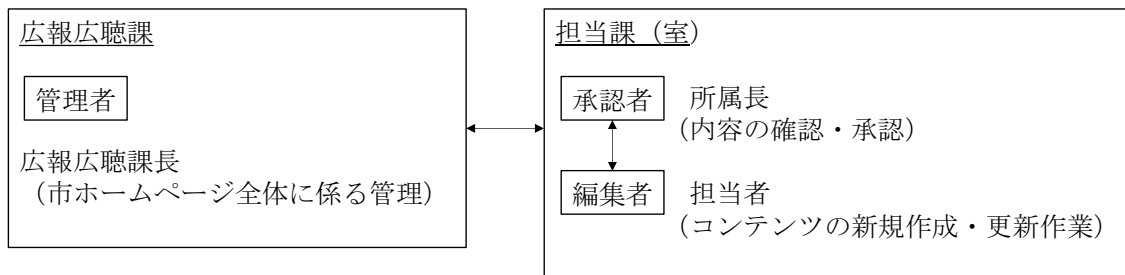 広報広聴課
管理者
広報広聴課長
（市ホームページ全体に係る管理）
担当課（室）
承認者 所属長
（内容の確認・承認）
編集者 担当者
（コンテンツの新規作成・更新作業）